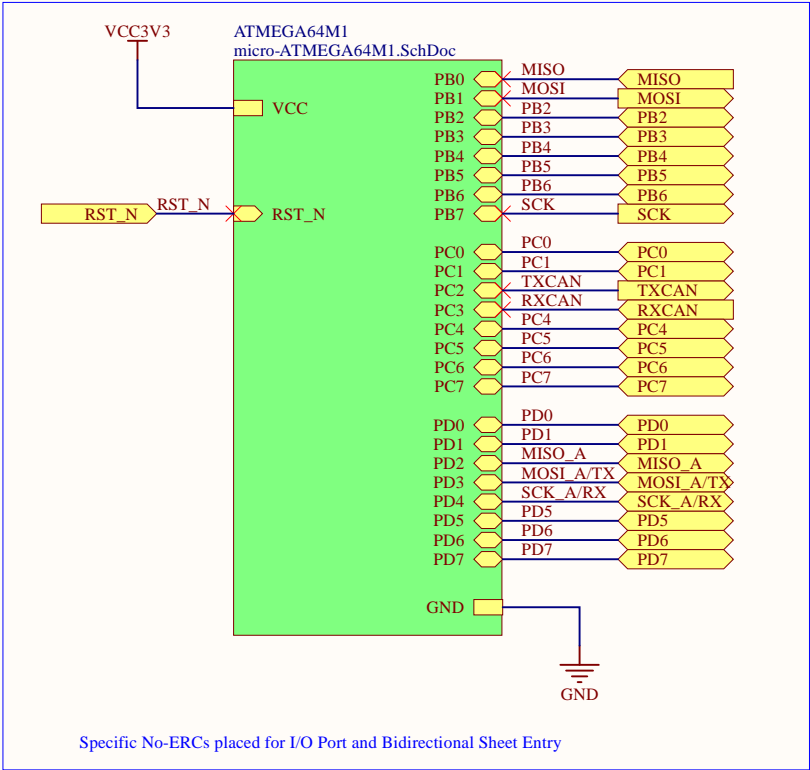 VCC3V3
ATMEGA64M1
micro-ATMEGA64M1.SchDoc
PB0 MISO MISO
PB1 MOSI MOSI
VCC
PB2 PB2 PB2
PB3 PB3 PB3
PB4 PB4 PB4
PB5 PB5 PB5
PB6 PB6 PB6
RST_N RST_N RST_N
PB7 SCK SCK
PC0 PC0 PC0
PC1 PC1 PC1
PC2 TXCAN TXCAN
PC3 RXCAN RXCAN
PC4 PC4 PC4
PC5 PC5 PC5
PC6 PC6 PC6
PC7 PC7 PC7
PD0 PD0 PD0
PD1 PD1 PD1
PD2 MISO_A MISO_A
PD3 MOSI_A/TX MOSI_A/TX
PD4 SCK_A/RX SCK_A/RX
PD5 PD5 PD5
PD6 PD6 PD6
PD7 PD7 PD7
GND
GND
Specific No-ERCs placed for I/O Port and Bidirectional Sheet Entry